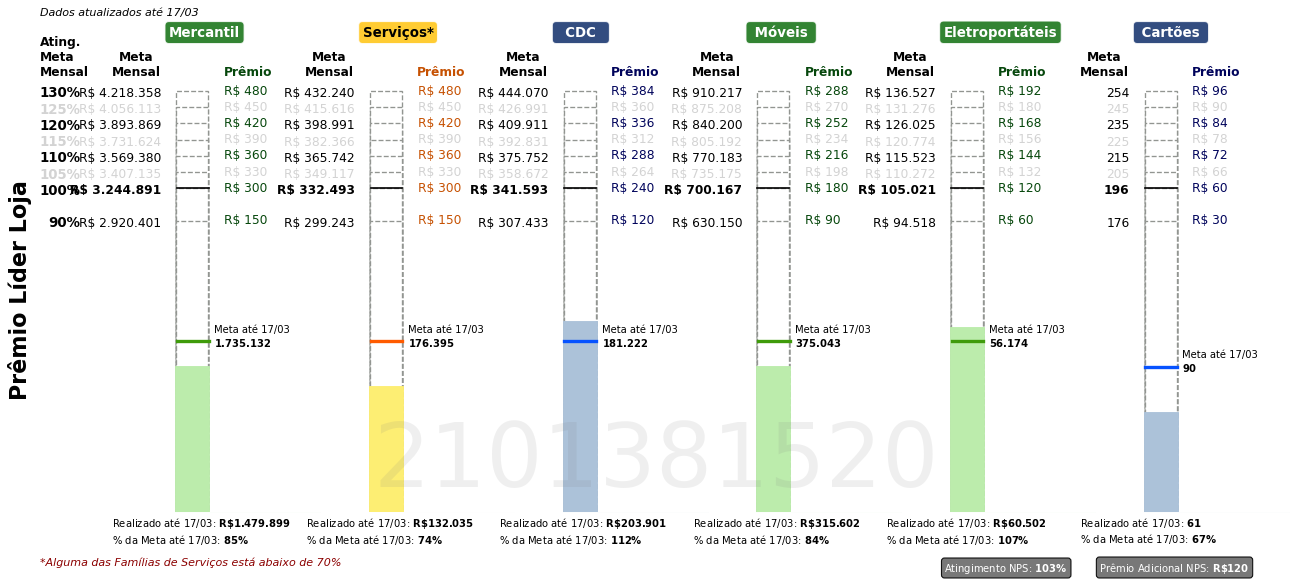 Dados atualizados até 17/03
Mercantil Serviços* CDC Móveis Eletroportáteis Cartões
Ating.
Meta Meta Meta Meta Meta Meta Meta
Mensal Mensal Prêmio Mensal Prêmio Mensal Prêmio Mensal Prêmio Mensal Prêmio Mensal Prêmio
130% R$ 4.218.358 R$ 480 R$ 432.240 R$ 480 R$ 444.070 R$ 384 R$ 910.217 R$ 288 R$ 136.527 R$ 192 254 R$ 96
125% R$ 4.056.113 R$ 450 R$ 415.616 R$ 450 R$ 426.991 R$ 360 R$ 875.208 R$ 270 R$ 131.276 R$ 180 245 R$ 90
120% R$ 3.893.869 R$ 420 R$ 398.991 R$ 420 R$ 409.911 R$ 336 R$ 840.200 R$ 252 R$ 126.025 R$ 168 235 R$ 84
115% R$ 3.731.624 R$ 390 R$ 382.366 R$ 390 R$ 392.831 R$ 312 R$ 805.192 R$ 234 R$ 120.774 R$ 156 225 R$ 78
110% R$ 3.569.380 R$ 360 R$ 365.742 R$ 360 R$ 375.752 R$ 288 R$ 770.183 R$ 216 R$ 115.523 R$ 144 215 R$ 72
105% R$ 3.407.135 R$ 330 R$ 349.117 R$ 330 R$ 358.672 R$ 264 R$ 735.175 R$ 198 R$ 110.272 R$ 132 205 R$ 66
100% R$ 3.244.891 R$ 300 R$ 332.493 R$ 300 R$ 341.593 R$ 240 R$ 700.167 R$ 180 R$ 105.021 R$ 120 196 R$ 60
90% R$ 2.920.401 R$ 150 R$ 299.243 R$ 150 R$ 307.433 R$ 120 R$ 630.150 R$ 90 R$ 94.518 R$ 60 176 R$ 30
Prêmio Líder Loja
Meta até 17/03 Meta até 17/03 Meta até 17/03 Meta até 17/03 Meta até 17/03
1.735.132 176.395 181.222 375.043 56.174
Meta até 17/03
90
2101381520
Realizado até 17/03: R$1.479.899 Realizado até 17/03: R$132.035 Realizado até 17/03: R$203.901 Realizado até 17/03: R$315.602 Realizado até 17/03: R$60.502 Realizado até 17/03: 61
% da Meta até 17/03: 85% % da Meta até 17/03: 74% % da Meta até 17/03: 112% % da Meta até 17/03: 84% % da Meta até 17/03: 107% % da Meta até 17/03: 67%
*Alguma das Famílias de Serviços está abaixo de 70% Atingimento NPS: 103% Prêmio Adicional NPS: R$120